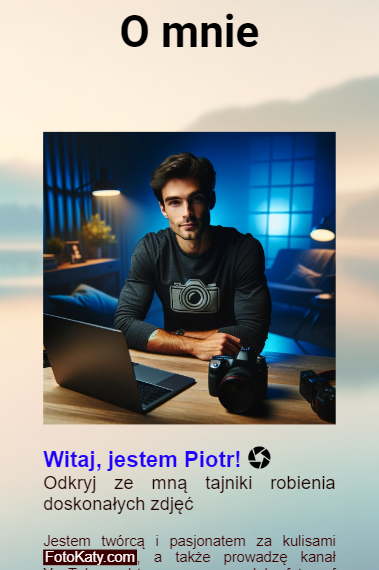 O mnie
Witaj, jestem Piotr!
Odkryj ze mną tajniki robienia
doskonałych zdjęć
Jestem twórcą i pasjonatem za kulisami
FotoKaty.com, a także prowadzę kanał